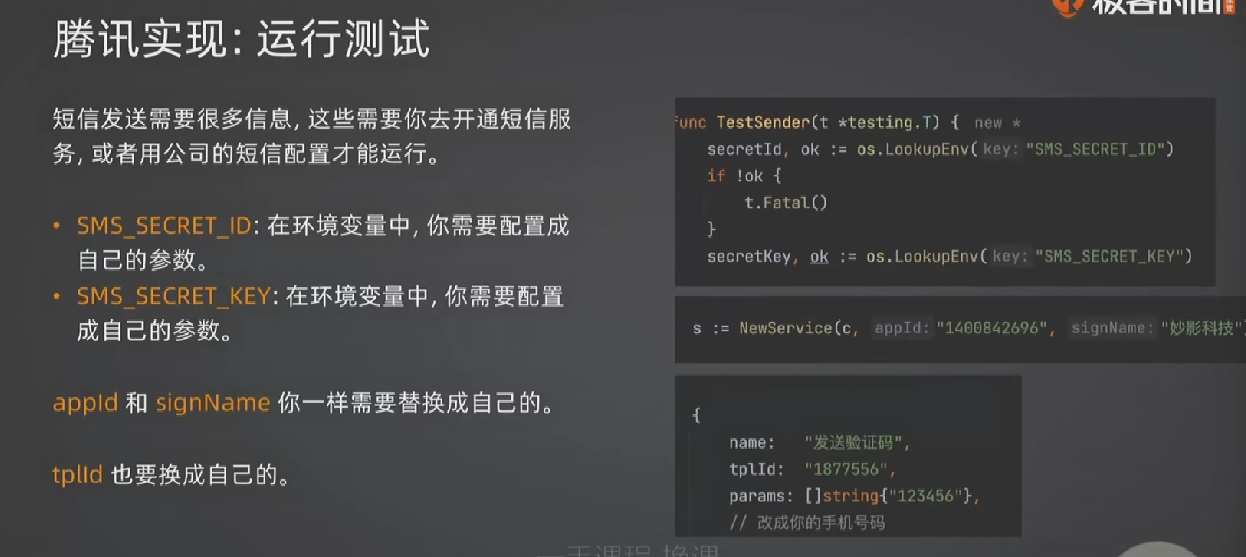 极客时间
腾讯实现: 运行测试
短信发送需要很多信息, 这些需要你去开通短信服
务, 或者用公司的短信配置才能运行。
• SMS_SECRET_ID: 在环境变量中, 你需要配置成
自己的参数。
• SMS_SECRET_KEY: 在环境变量中, 你需要配置
成自己的参数。
appId 和 signName 你一样需要替换成自己的。
tplId 也要换成自己的。
func TestSender(t *testing.T) { new *
secretId, ok := os.LookupEnv( key: "SMS_SECRET_ID")
if !ok {
t.Fatal()
}
secretKey, ok := os.LookupEnv( key: "SMS_SECRET_KEY")
s := NewService(c, appId: "1400842696", signName: "妙影科技")
{
name: "发送验证码",
tplId: "1877556",
params: []string{"123456"},
// 改成你的手机号码